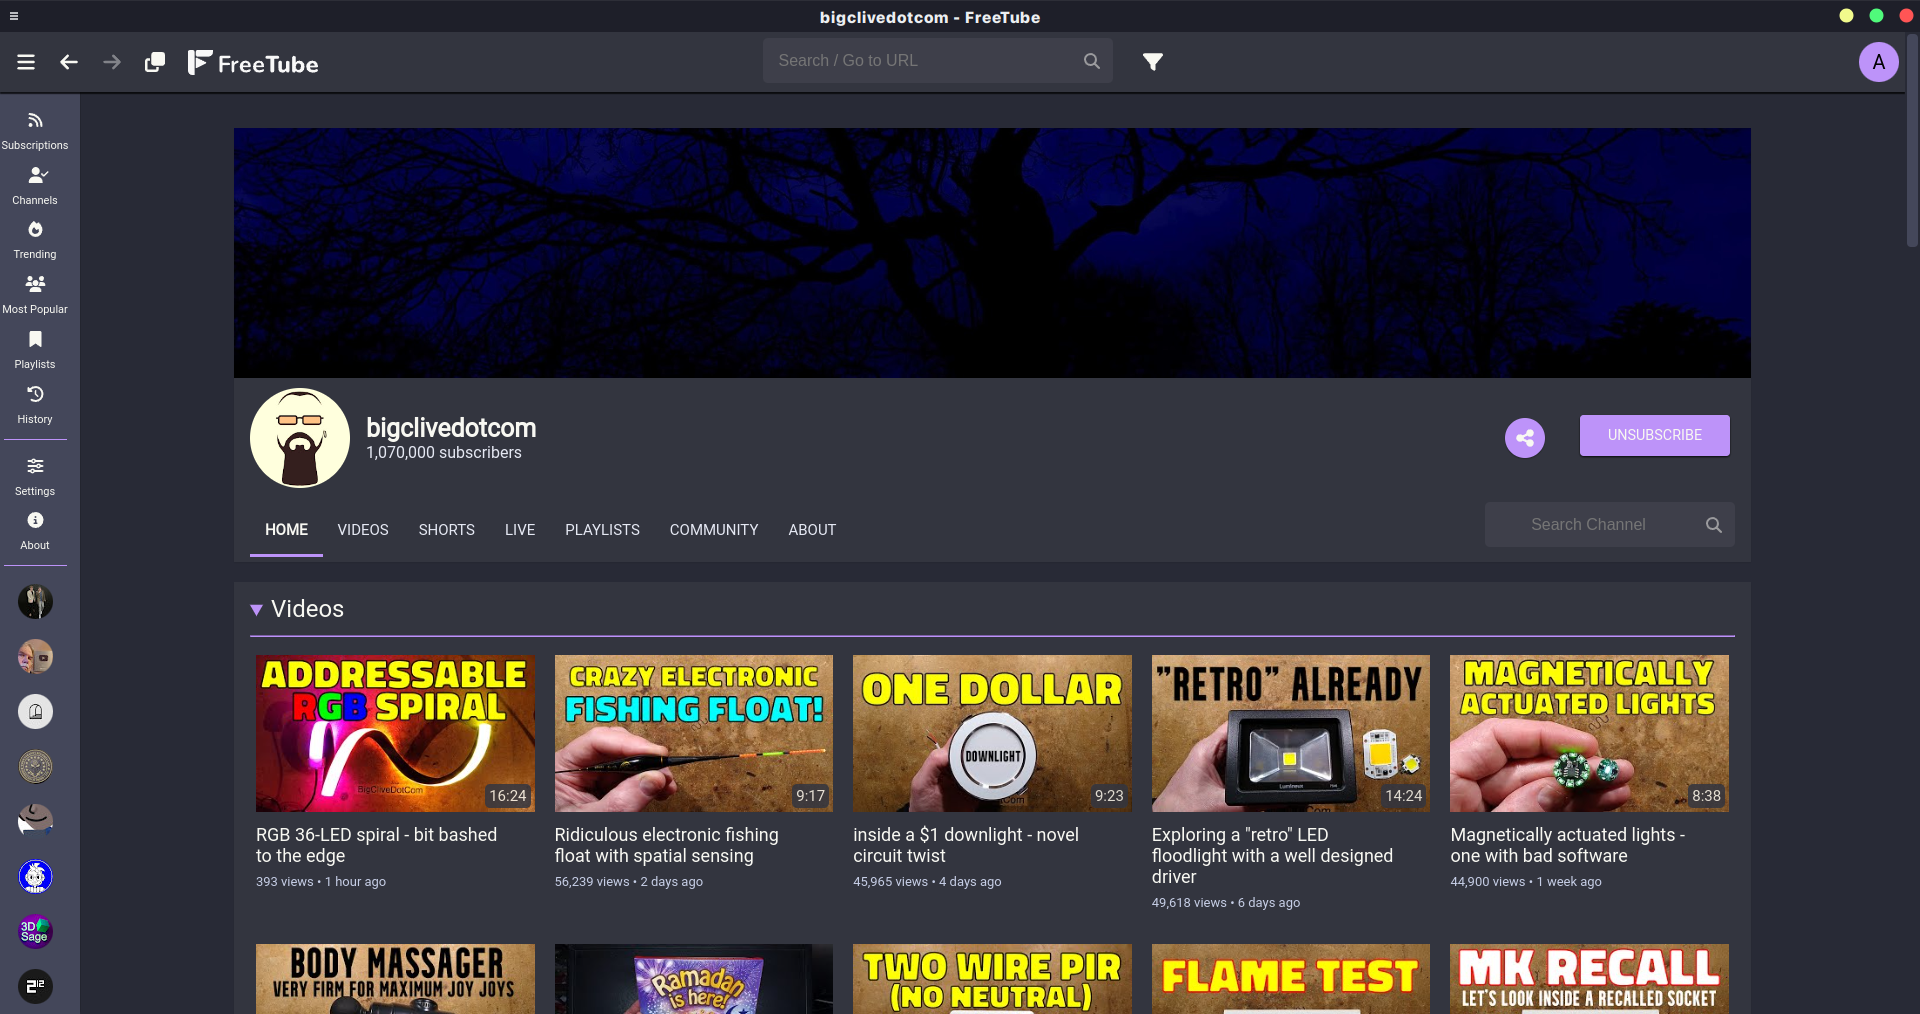 bigclivedotcom - FreeTube
FreeTube
Search / Go to URL
A
Subscriptions
Channels
Trending
Most Popular
Playlists
History
Settings
About
3D
Sage
bigclivedotcom
1,070,000 subscribers
UNSUBSCRIBE
HOME VIDEOS SHORTS LIVE PLAYLISTS COMMUNITY ABOUT
Search Channel
Videos
ADDRESSABLE
RGB SPIRAL
BigCliveDotCom
16:24
RGB 36-LED spiral - bit bashed
to the edge
393 views • 1 hour ago
CRAZY ELECTRONIC
FISHING FLOAT!
9:17
Ridiculous electronic fishing
float with spatial sensing
56,239 views • 2 days ago
ONE DOLLAR
DOWNLIGHT
9:23
inside a $1 downlight - novel
circuit twist
45,965 views • 4 days ago
"RETRO" ALREADY
Luminous
14:24
Exploring a "retro" LED
floodlight with a well designed
driver
49,618 views • 6 days ago
MAGNETICALLY
ACTUATED LIGHTS
8:38
Magnetically actuated lights -
one with bad software
44,900 views • 1 week ago
BODY MASSAGER
VERY FIRM FOR MAXIMUM JOY JOYS
Ramadan
is here!
TWO WIRE PIR
(NO NEUTRAL)
FLAME TEST
MK RECALL
LET'S LOOK INSIDE A RECALLED SOCKET